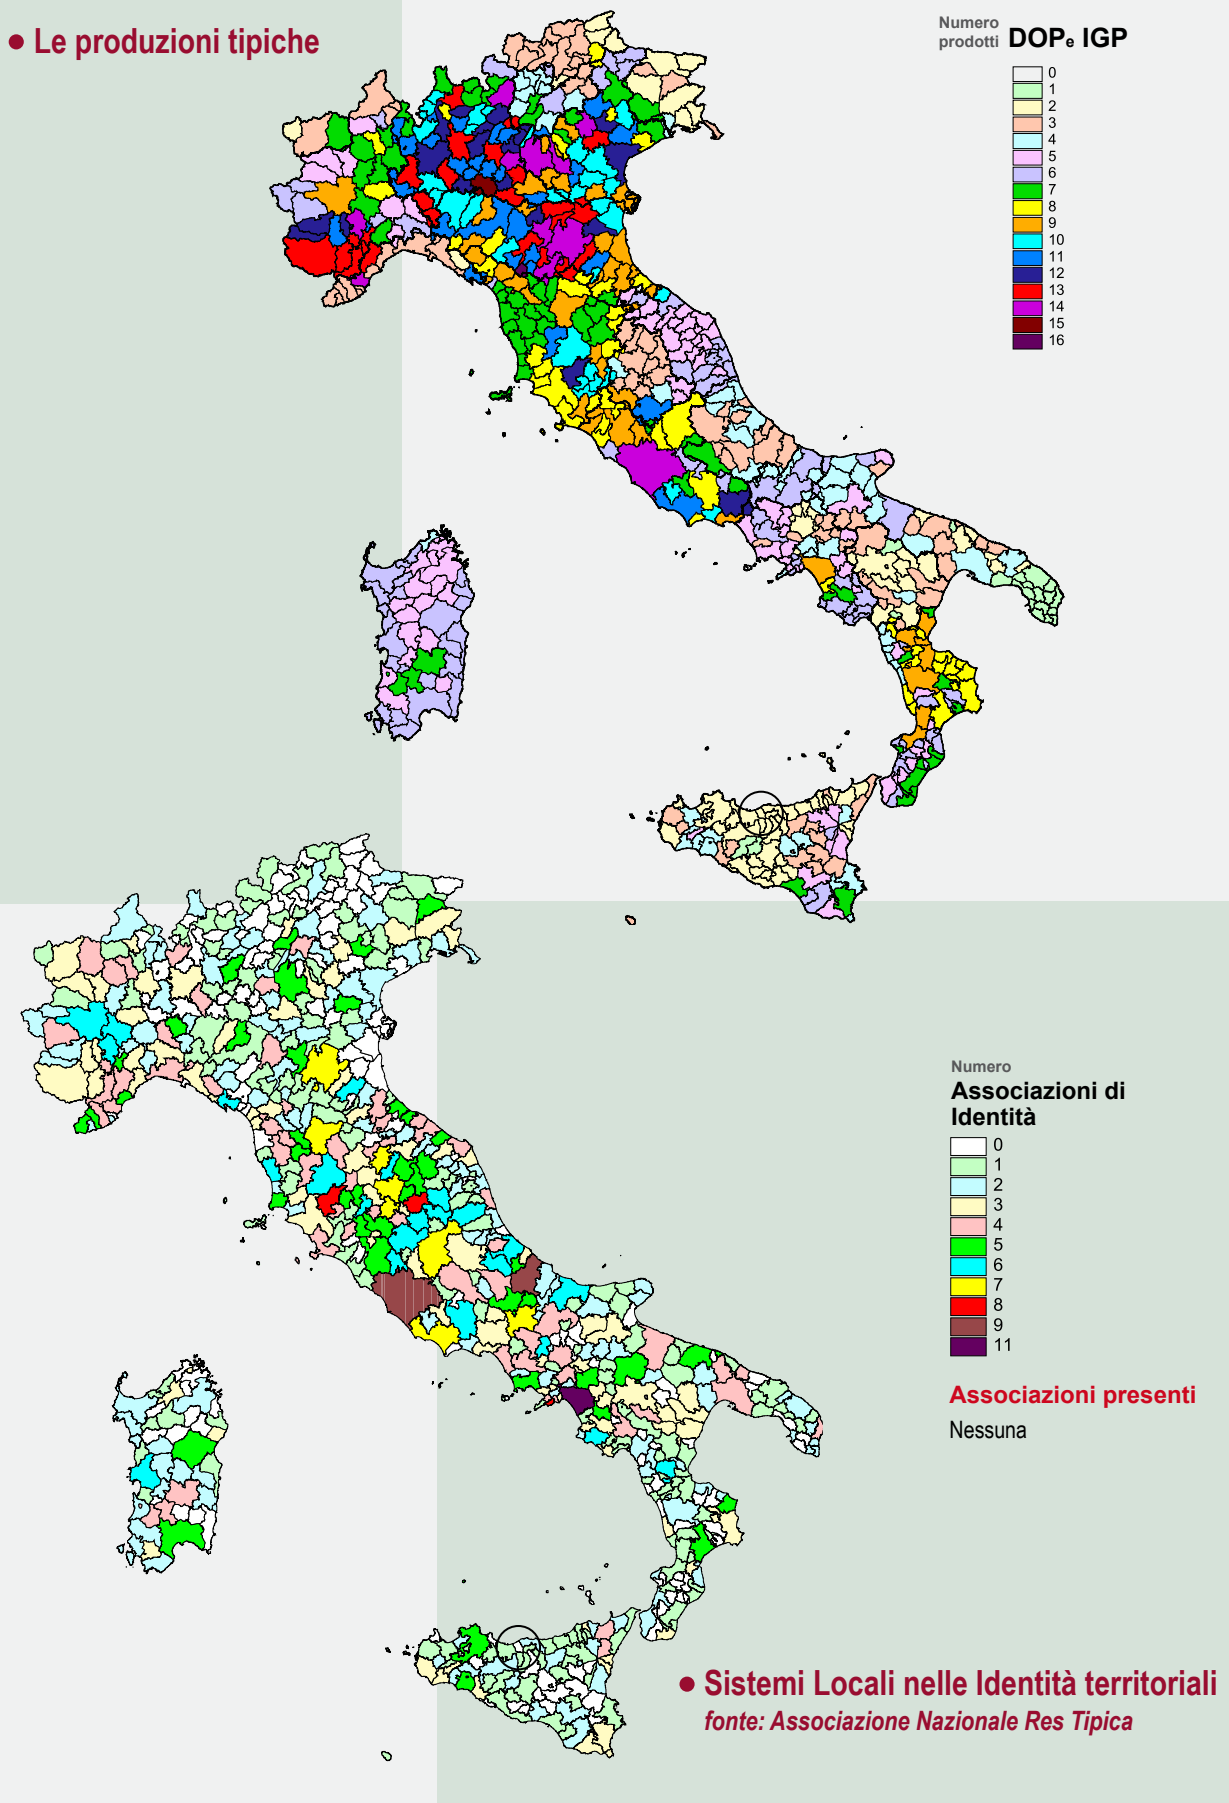 • Le produzioni tipiche
Numero
prodotti DOP e IGP
0
1
2
3
4
5
6
7
8
9
10
11
12
13
14
15
16
Numero
Associazioni di
Identità
0
1
2
3
4
5
6
7
8
9
11
Associazioni presenti
Nessuna
• Sistemi Locali nelle Identità territoriali
fonte: Associazione Nazionale Res Tipica